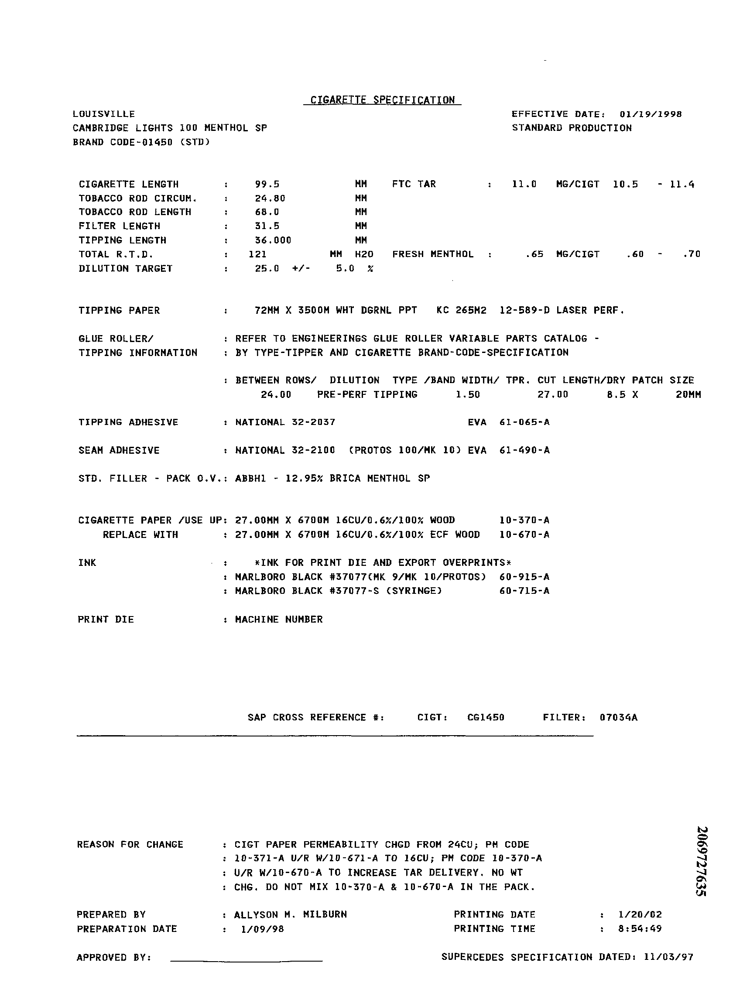 CIGARETTE SPECIFICATION
LOUISVILLE EFFECTIVE DATE: 01/19/1998
CAMBRIDGE LIGHTS 100 MENTHOL SP STANDARD PRODUCTION
BRAND CODE-01450 (STD)
CIGARETTE LENGTH : 99.5 MM FTC TAR : 11.0 MG/CIGT 10.5 - 11.4
TOBACCO ROD CIRCUM. : 24.80 MM
TOBACCO ROD LENGTH : 68.0 MM
FILTER LENGTH : 31.5 MM
TIPPING LENGTH : 36.000 MM
TOTAL R.T.D. : 121 MM H2O FRESH MENTHOL : .65 MG/CIGT .60 - .70
DILUTION TARGET : 25.0 +/- 5.0 %
TIPPING PAPER : 72MM X 3500M WHT DGRNL PPT KC 265M2 12-589-D LASER PERF.
GLUE ROLLER/ : REFER TO ENGINEERINGS GLUE ROLLER VARIABLE PARTS CATALOG -
TIPPING INFORMATION : BY TYPE-TIPPER AND CIGARETTE BRAND-CODE-SPECIFICATION
: BETWEEN ROWS/ DILUTION TYPE /BAND WIDTH/ TPR. CUT LENGTH/DRY PATCH SIZE
24.00 PRE-PERF TIPPING 1.50 27.00 8.5 X 20MM
TIPPING ADHESIVE : NATIONAL 32-2037 EVA 61-065-A
SEAM ADHESIVE : NATIONAL 32-2100 (PROTOS 100/MK 10) EVA 61-490-A
STD. FILLER - PACK O.V.: ABBH1 - 12.95% BRICA MENTHOL SP
CIGARETTE PAPER /USE UP: 27.00MM X 6700M 16CU/0.6%/100% WOOD 10-370-A
REPLACE WITH : 27.00MM X 6700M 16CU/0.6%/100% ECF WOOD 10-670-A
INK : *INK FOR PRINT DIE AND EXPORT OVERPRINTS*
: MARLBORO BLACK #37077(MK 9/MK 10/PROTOS) 60-915-A
: MARLBORO BLACK #37077-S (SYRINGE) 60-715-A
PRINT DIE : MACHINE NUMBER
SAP CROSS REFERENCE #: CIGT: CG1450 FILTER: 07034A
REASON FOR CHANGE : CIGT PAPER PERMEABILITY CHGD FROM 24CU; PM CODE
: 10-371-A U/R W/10-671-A TO 16CU; PM CODE 10-370-A
: U/R W/10-670-A TO INCREASE TAR DELIVERY. NO WT
: CHG. DO NOT MIX 10-370-A & 10-670-A IN THE PACK.
PREPARED BY : ALLYSON M. MILBURN PRINTING DATE : 1/20/02
PREPARATION DATE : 1/09/98 PRINTING TIME : 8:54:49
APPROVED BY: SUPERCEDES SPECIFICATION DATED: 11/03/97
2069727635